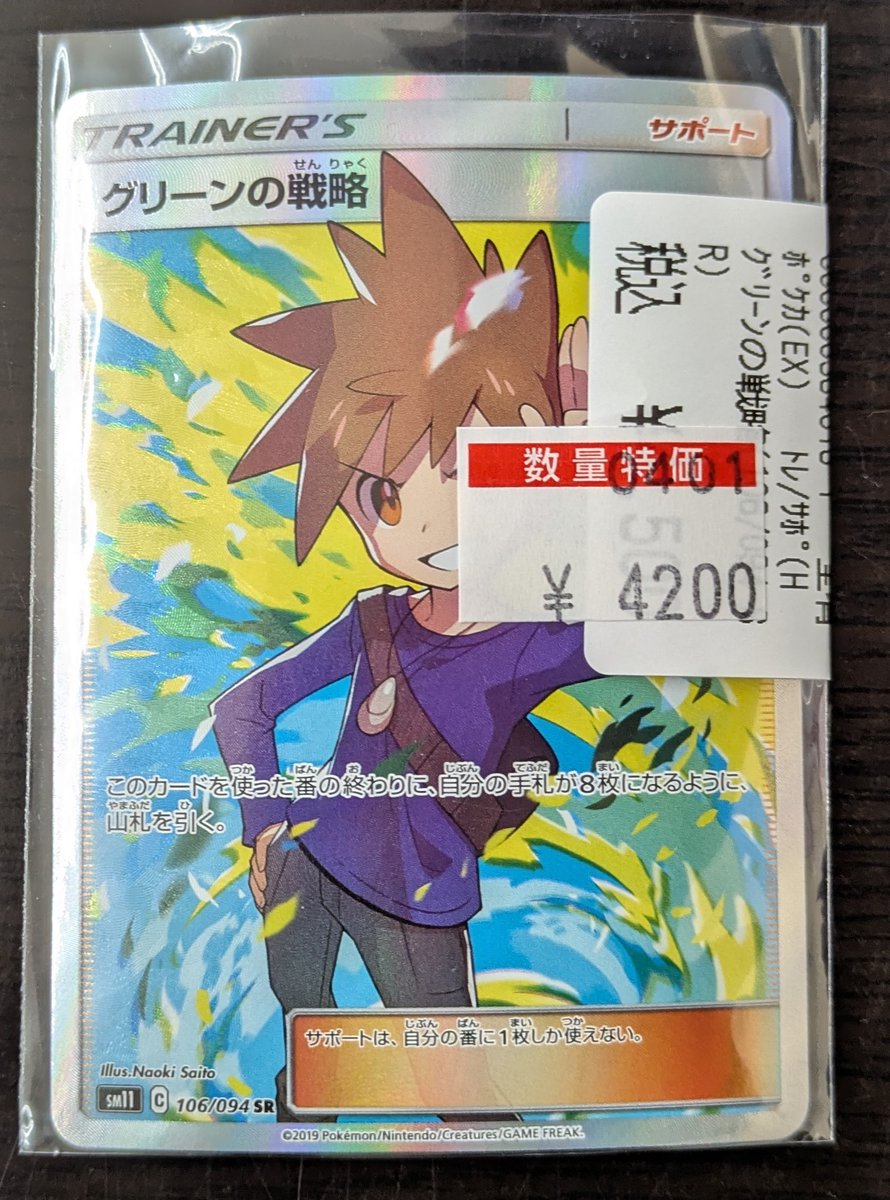 TRAINER'S
サポート
せん りゃく
グリーンの戦略
ﾎﾟｹｶ(EX) ﾄﾚ/ｻﾎﾟ(H
R)
グリーンの戦
税込
¥
数量特価
0401
¥ 4200
つか ばん お じぶん てふだ まい
このカードを使った番の終わりに、自分の手札が8枚になるように、
やまふだ ひ
山札を引く。
じぶん ばん まい つか
サポートは、自分の番に1枚しか使えない。
Illus.Naoki Saito
SM11 C 106/094 SR
©2019 Pokémon/Nintendo/Creatures/GAME FREAK.